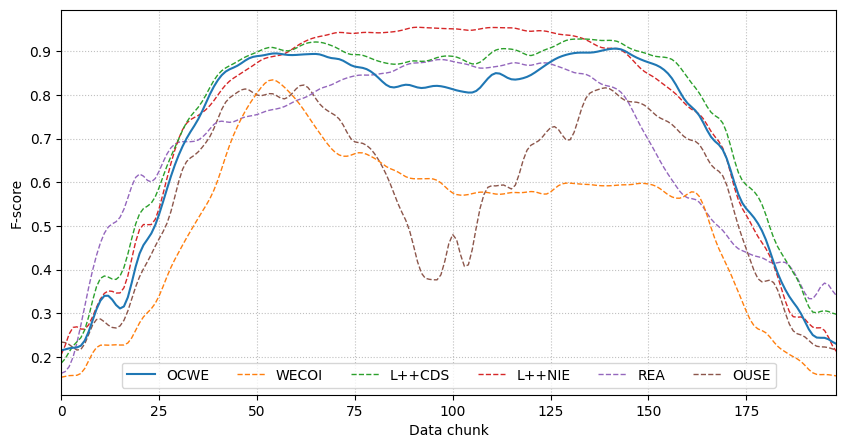 F-score
0.9
0.8
0.7
0.6
0.5
0.4
0.3
0.2
OCWE WECOI L++CDS L++NIE REA OUSE
0 25 50 75 100 125 150 175
Data chunk